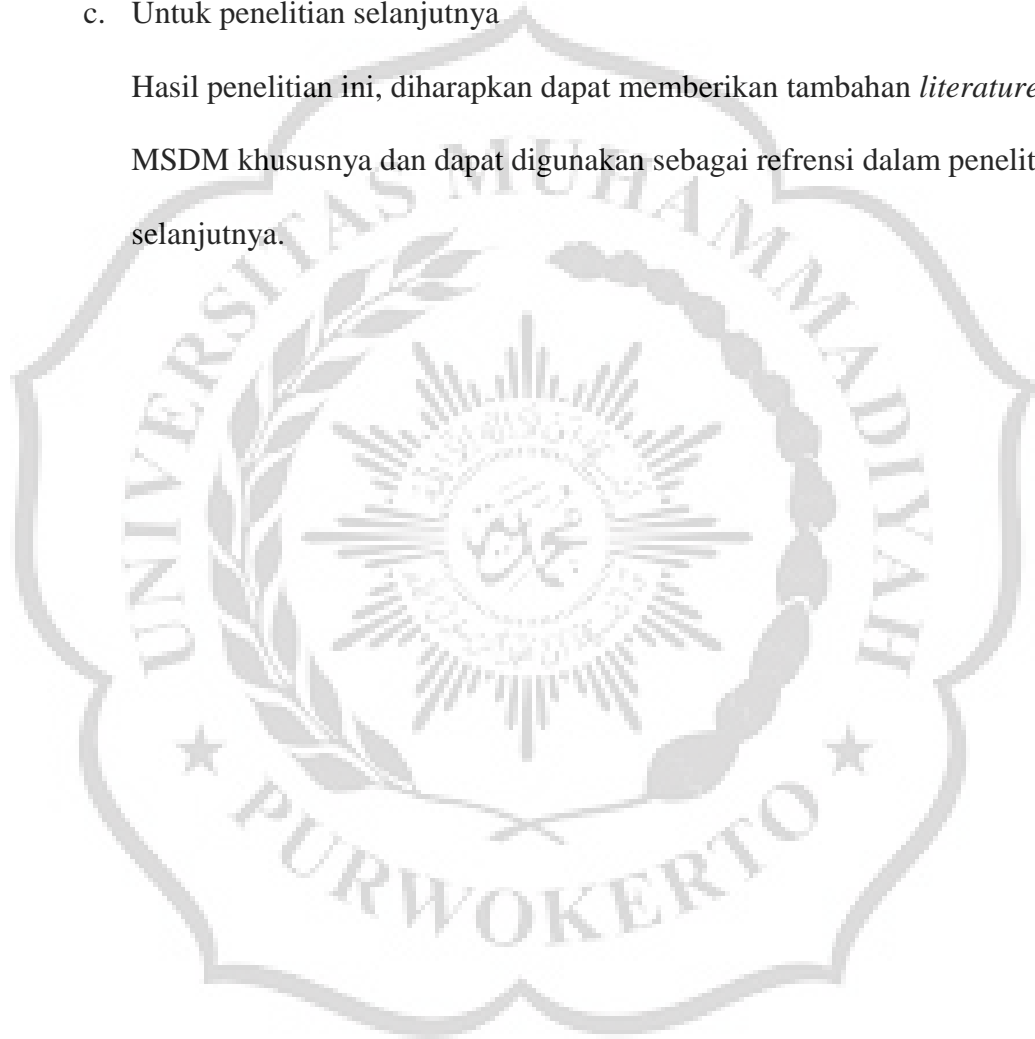 c. Untuk penelitian selanjutnya
Hasil penelitian ini, diharapkan dapat memberikan tambahan literature
MSDM khususnya dan dapat digunakan sebagai refrensi dalam penelit
selanjutnya.
UNIVERSITAS MUHAMMADIYAH
PURWOKERTO